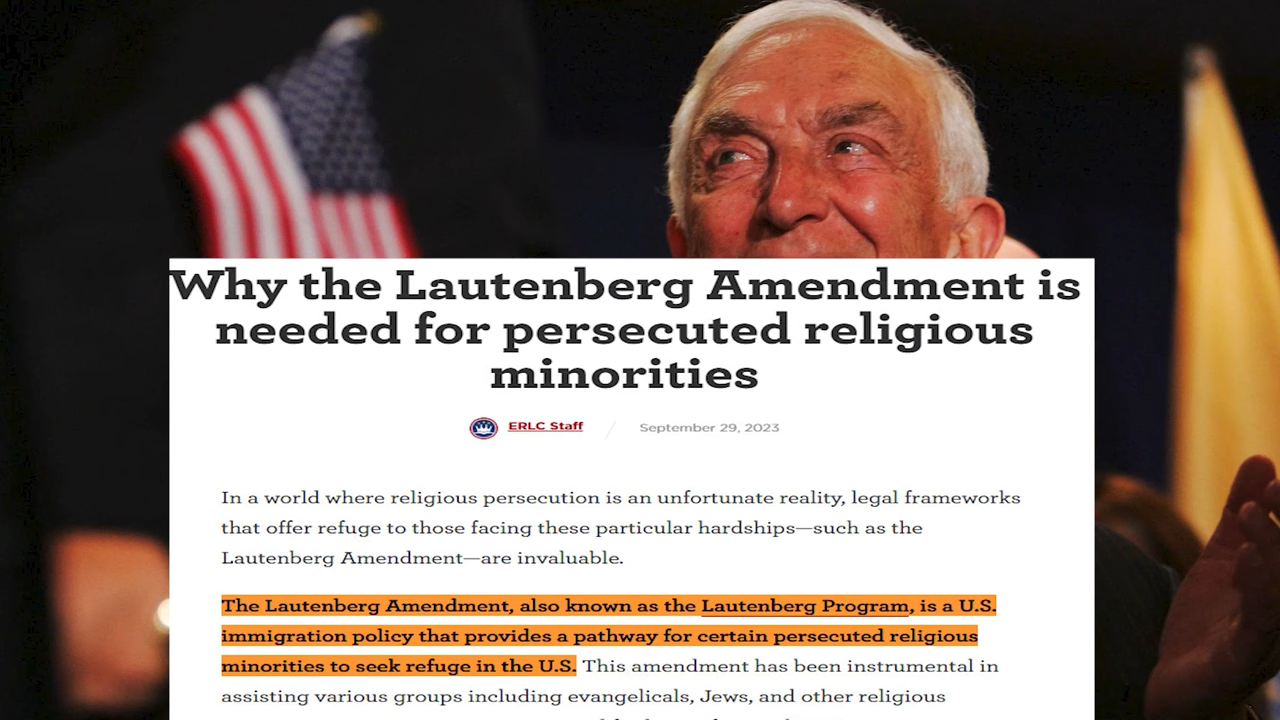 Why the Lautenberg Amendment is
needed for persecuted religious
minorities
ERLC Staff / September 29, 2023
In a world where religious persecution is an unfortunate reality, legal frameworks
that offer refuge to those facing these particular hardships—such as the
Lautenberg Amendment—are invaluable.
The Lautenberg Amendment, also known as the Lautenberg Program, is a U.S.
immigration policy that provides a pathway for certain persecuted religious
minorities to seek refuge in the U.S. This amendment has been instrumental in
assisting various groups including evangelicals, Jews, and other religious